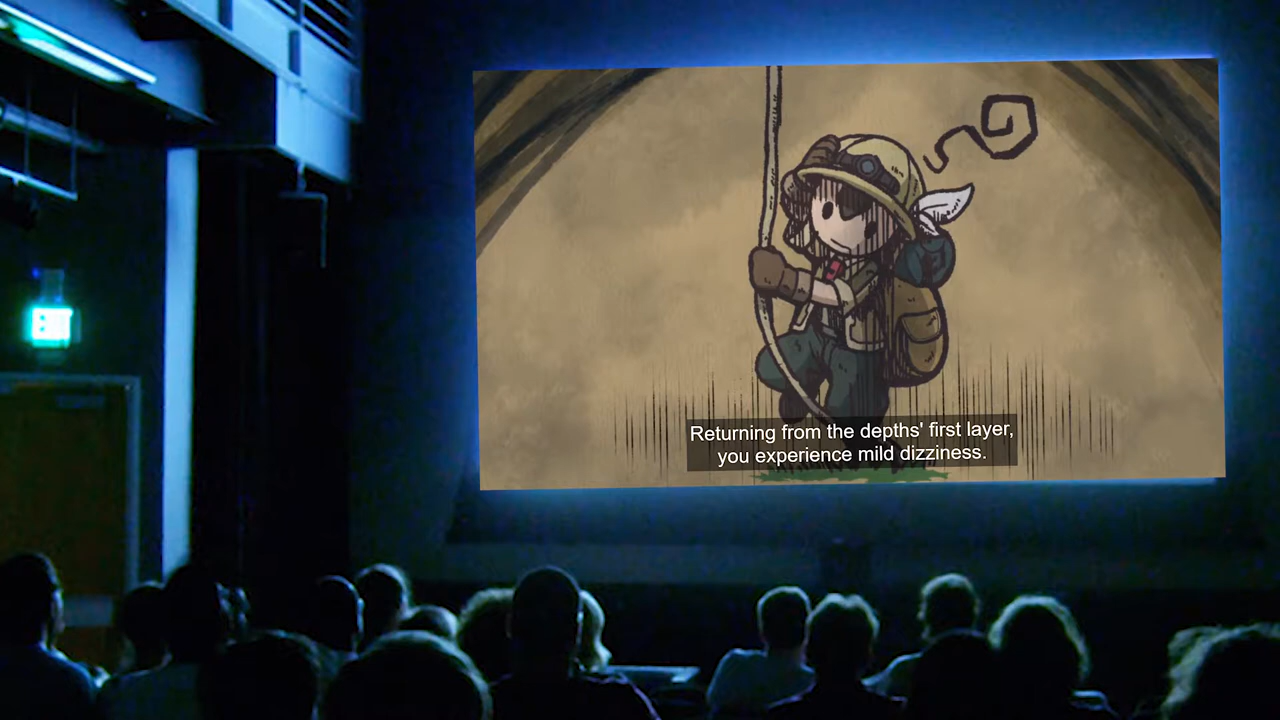 Returning from the depths' first layer,
you experience mild dizziness.